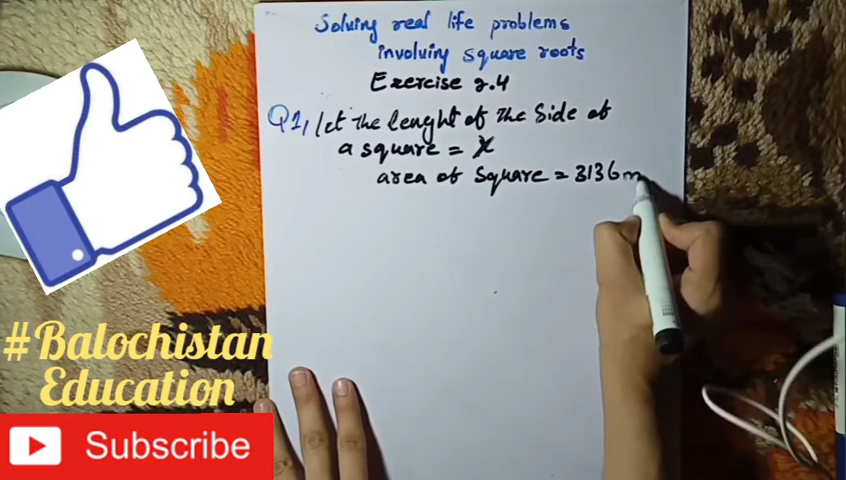 Solving real life problems
involving square roots
Exercise 2.4
Q1, let the lenght of the side of
a square = x
area of square = 3136m
#Balochistan
Education
Subscribe